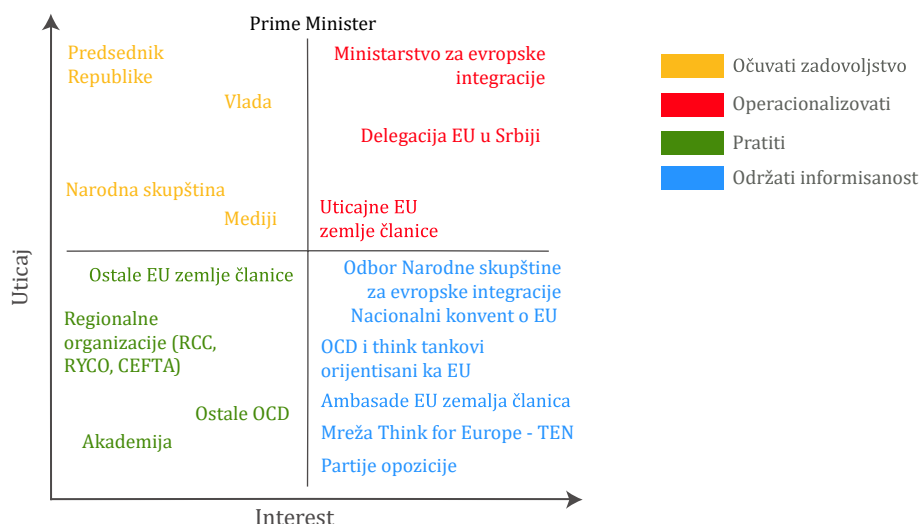 Prime Minister
Predsednik
Republike
Vlada
Narodna skupština
Mediji
Ministarstvo za evropske
integracije
Delegacija EU u Srbiji
Uticajne EU
zemlje članice
Ostale EU zemlje članice
Regionalne
organizacije (RCC,
RYCO, CEFTA)
Ostale OCD
Akademija
Odbor Narodne skupštine
za evropske integracije
Nacionalni konvent o EU
OCD i think tankovi
orijentisani ka EU
Ambasade EU zemalja članica
Mreža Think for Europe - TEN
Partije opozicije
Uticaj
Interest
Očuvati zadovoljstvo
Operacionalizovati
Pratiti
Održati informisanost